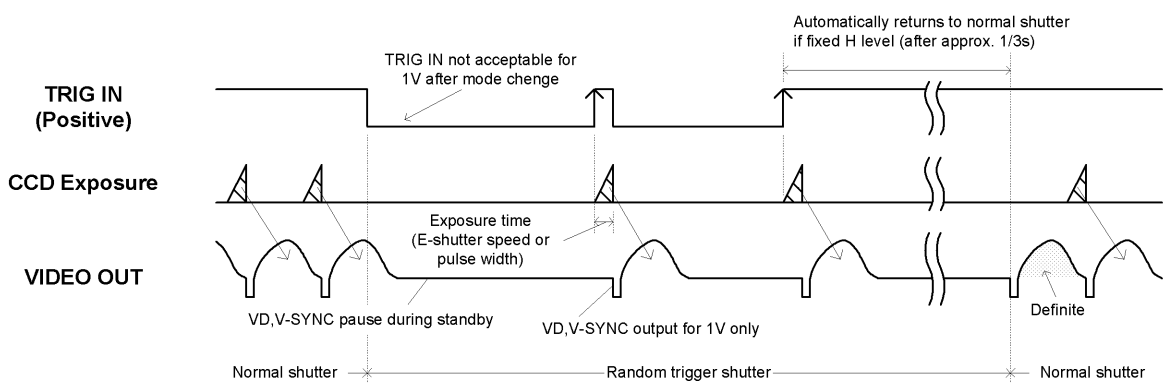 Automatically returns to normal shutter
if fixed H level (after approx. 1/3s)
TRIG IN not acceptable for
1V after mode chenge
TRIG IN
(Positive)
CCD Exposure
Exposure time
(E-shutter speed or
pulse width)
VIDEO OUT
VD,V-SYNC pause during standby
VD,V-SYNC output for 1V only
Definite
Normal shutter
Random trigger shutter
Normal shutter